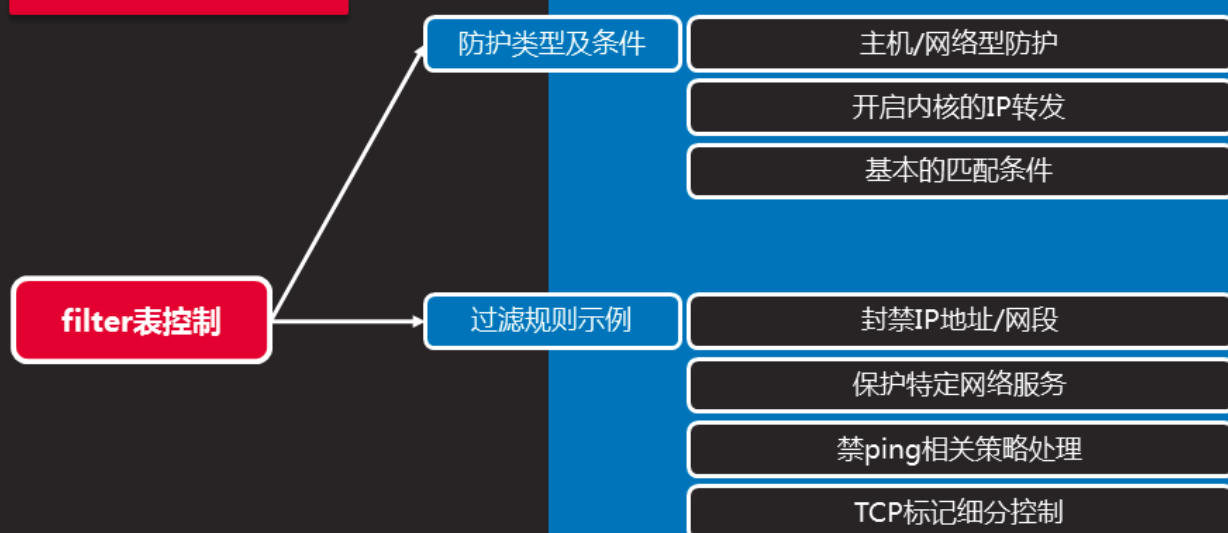 防护类型及条件
主机/网络型防护
开启内核的IP转发
基本的匹配条件
filter表控制
过滤规则示例
封禁IP地址/网段
保护特定网络服务
禁ping相关策略处理
TCP标记细分控制